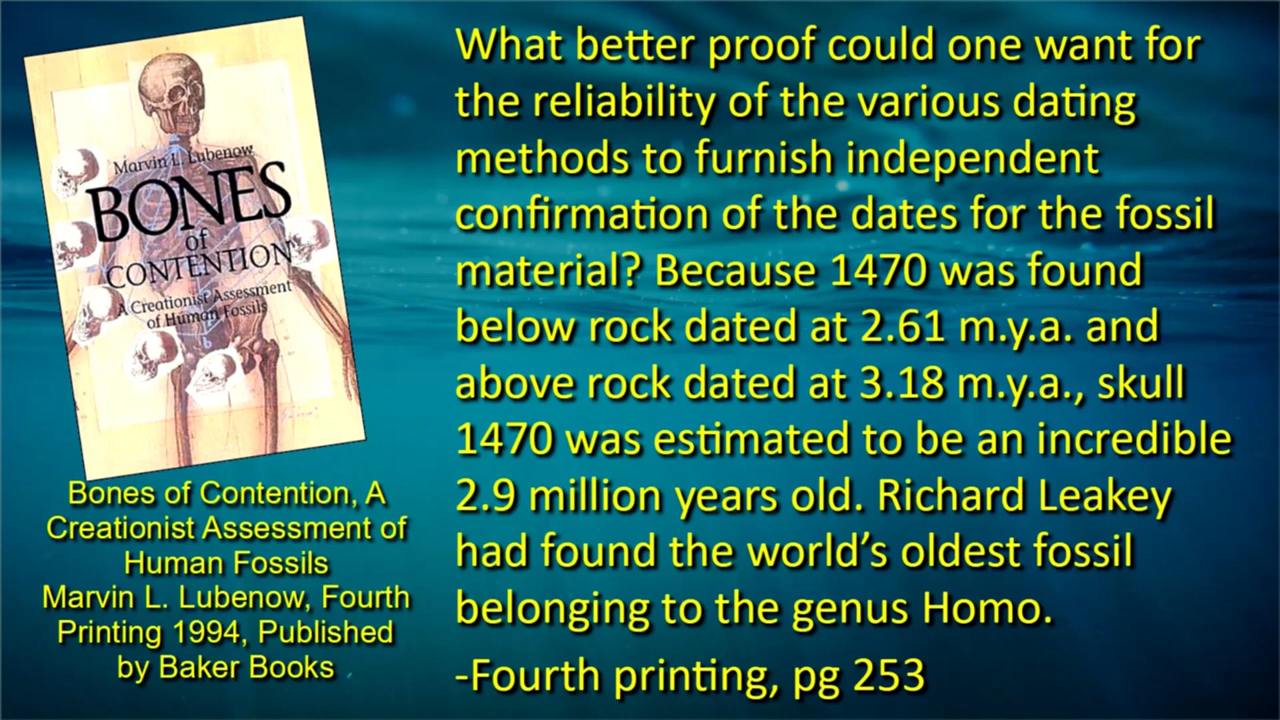 Marvin L. Lubenow
BONES
of
CONTENTION
A Creationist Assessment
of Human Fossils
Bones of Contention, A
Creationist Assessment of
Human Fossils
Marvin L. Lubenow, Fourth
Printing 1994, Published
by Baker Books
What better proof could one want for
the reliability of the various dating
methods to furnish independent
confirmation of the dates for the fossil
material? Because 1470 was found
below rock dated at 2.61 m.y.a. and
above rock dated at 3.18 m.y.a., skull
1470 was estimated to be an incredible
2.9 million years old. Richard Leakey
had found the world’s oldest fossil
belonging to the genus Homo.
-Fourth printing, pg 253